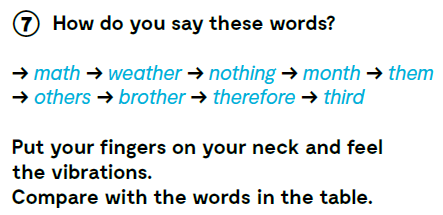 ⑦ How do you say these words?
→ math → weather → nothing → month → them
→ others → brother → therefore → third
Put your fingers on your neck and feel
the vibrations.
Compare with the words in the table.